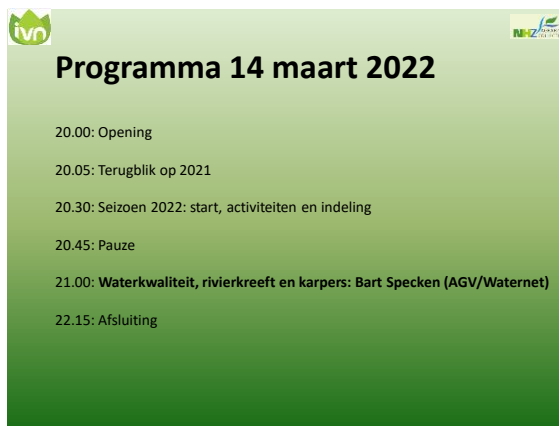 ivn
NHZ
Programma 14 maart 2022
20.00: Opening
20.05: Terugblik op 2021
20.30: Seizoen 2022: start, activiteiten en indeling
20.45: Pauze
21.00: Waterkwaliteit, rivierkreeft en karpers: Bart Specken (AGV/Waternet)
22.15: Afsluiting